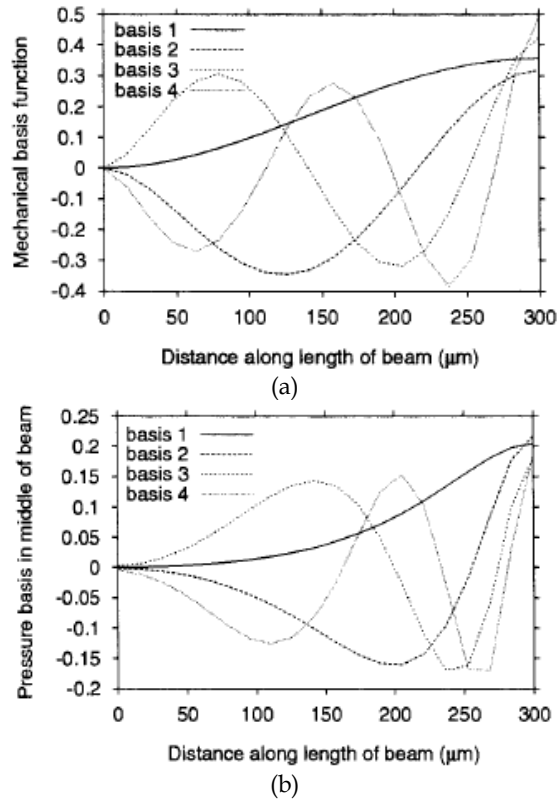 0.5
0.4
0.3
0.2
0.1
0
-0.1
-0.2
-0.3
-0.4
Mechanical basis function
basis 1
basis 2
basis 3
basis 4
0 50 100 150 200 250 300
Distance along length of beam (μm)
(a)
0.25
0.2
0.15
0.1
0.05
0
-0.05
-0.1
-0.15
-0.2
Pressure basis in middle of beam
basis 1
basis 2
basis 3
basis 4
0 50 100 150 200 250 300
Distance along length of beam (μm)
(b)